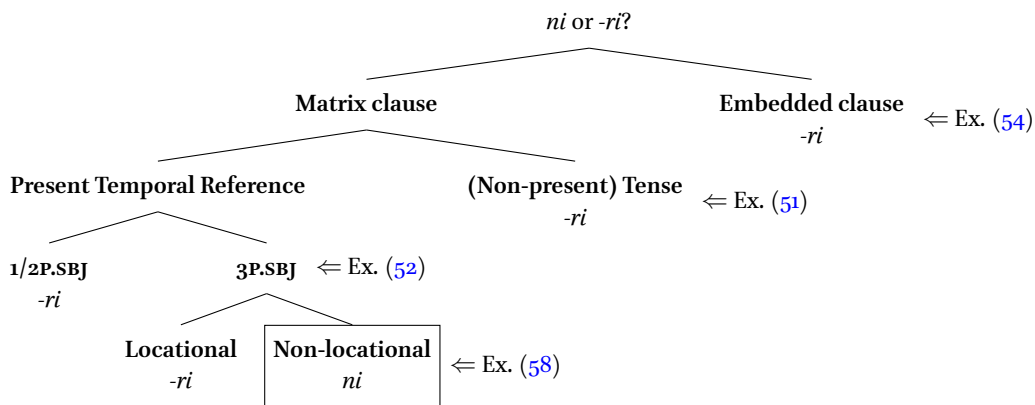 ni or -ri?
Matrix clause
Embedded clause
-ri
⇐ Ex. (54)
Present Temporal Reference
(Non-present) Tense
-ri
⇐ Ex. (51)
1/2P.SBJ
-ri
3P.SBJ
⇐ Ex. (52)
Locational
-ri
Non-locational
ni
⇐ Ex. (58)